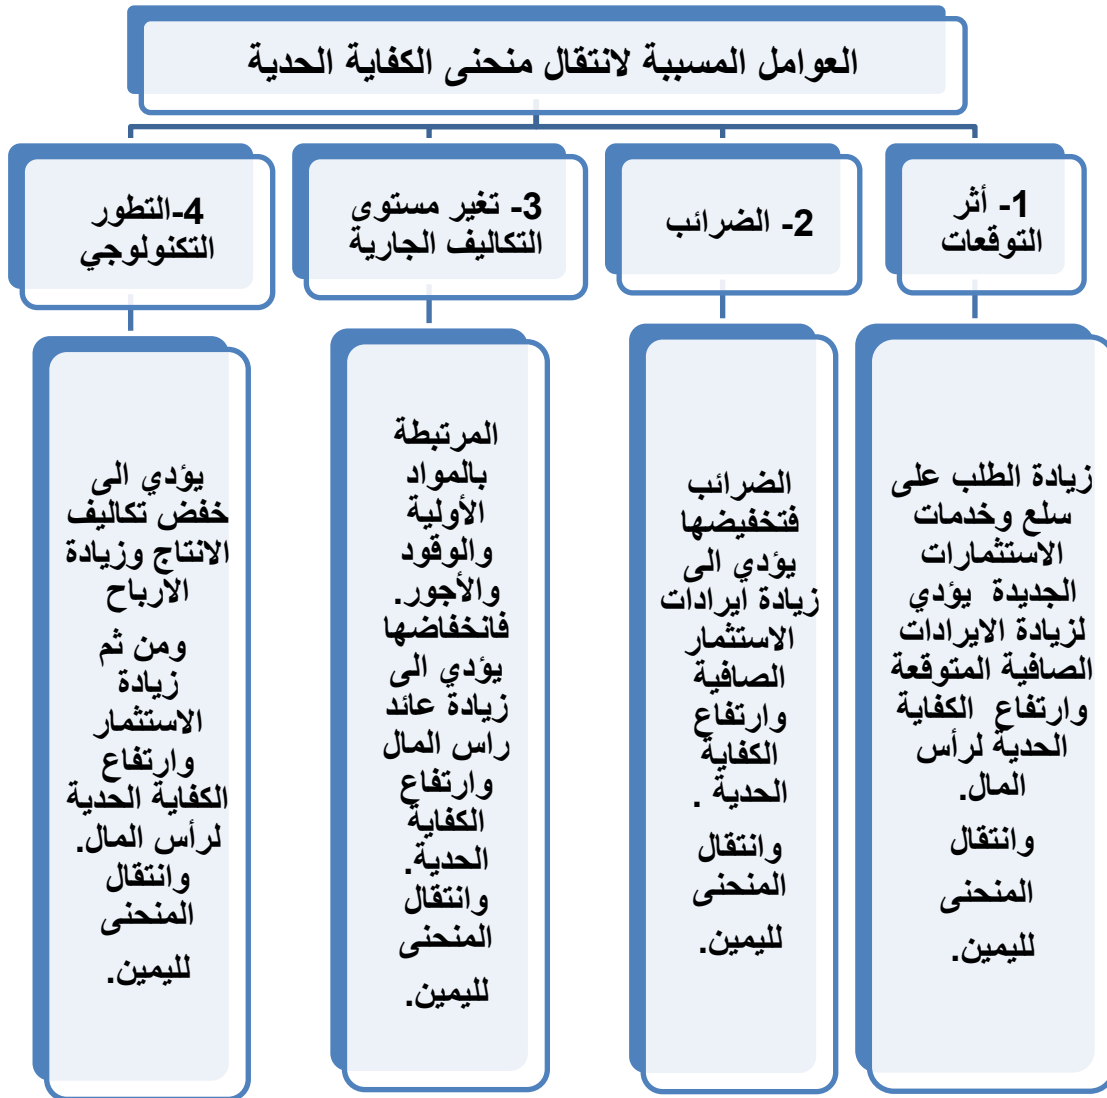 العوامل المسببة لانتقال منحنى الكفاية الحدية
1- أثر
التوقعات
2- الضرائب
3- تغير مستوى
التكاليف الجارية
4-التطور
التكنولوجي
زيادة الطلب على
سلع وخدمات
الاستثمارات
الجديدة يؤدي
لزيادة الايرادات
الصافية المتوقعة
وارتفاع الكفاية
الحدية لرأس
المال.
وانتقال
المنحنى
لليمين.
الضرائب
فتخفيضها
يؤدي الى
زيادة ايرادات
الاستثمار
الصافية
وارتفاع
الكفاية
الحدية .
وانتقال
المنحنى
لليمين.
المرتبطة
بالمواد
الأولية
والوقود
والأجور.
فانخفاضها
يؤدي الى
زيادة عائد
راس المال
وارتفاع
الكفاية
الحدية.
وانتقال
المنحنى
لليمين.
يؤدي الى
خفض تكاليف
الانتاج وزيادة
الارباح
ومن ثم
زيادة
الاستثمار
وارتفاع
الكفاية الحدية
لرأس المال.
وانتقال
المنحنى
لليمين.